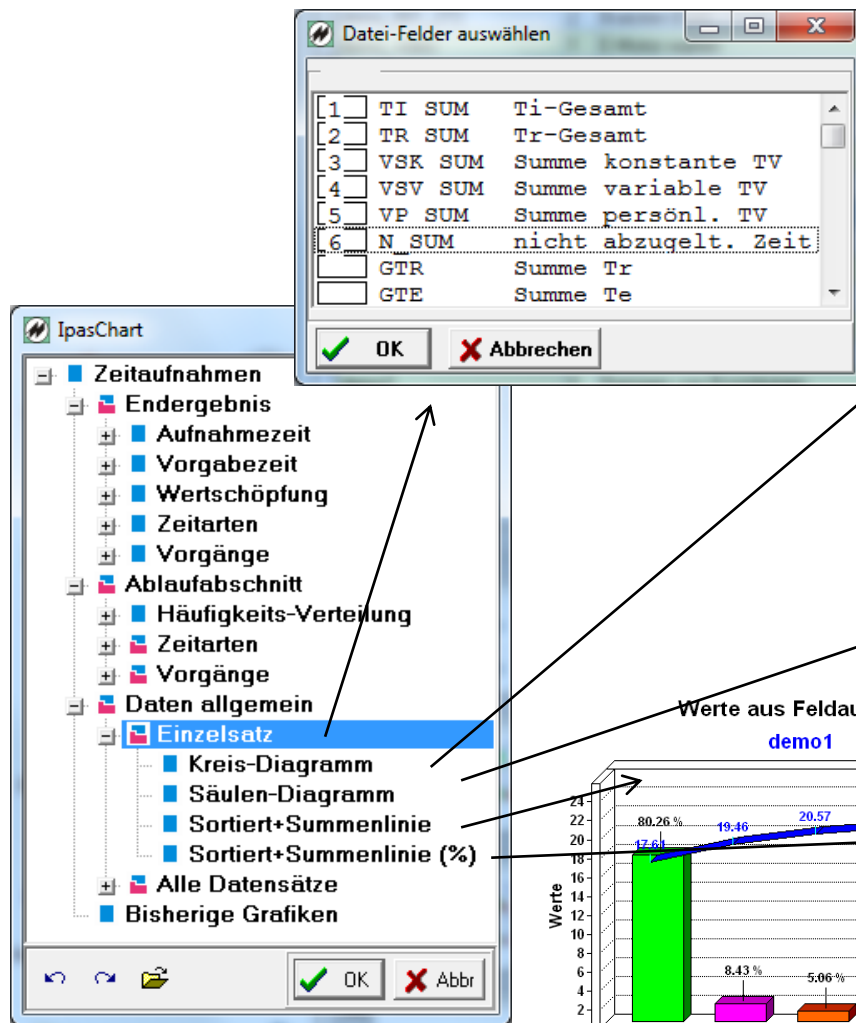 Datei-Felder auswählen
1 TI SUM Ti-Gesamt
2 TR SUM Tr-Gesamt
3 VSK SUM Summe konstante TV
4 VSV SUM Summe variable TV
5 VP SUM Summe persönl. TV
6 N_SUM nicht abzugelt. Zeit
GTR Summe Tr
GTE Summe Te
OK Abbrechen
IpasChart
Zeitaufnahmen
Endergebnis
Aufnahmezeit
Vorgabezeit
Wertschöpfung
Zeitarten
Vorgänge
Ablaufabschnitt
Häufigkeits-Verteilung
Zeitarten
Vorgänge
Daten allgemein
Einzelsatz
Kreis-Diagramm
Säulen-Diagramm
Sortiert+Summenlinie
Sortiert+Summenlinie (%)
Alle Datensätze
Bisherige Grafiken
OK Abbr
Werte aus Feldau
demo1
24
22
20
18
16
14
12
10
8
6
4
2
Werte
80.26 %
17.61
19.46
20.57
8.43 %
5.06 %